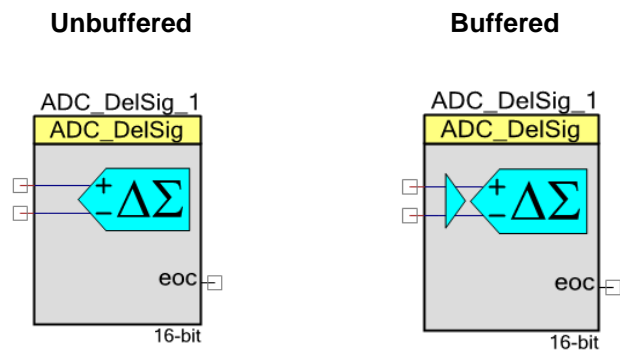 Unbuffered
Buffered
ADC_DelSig_1
ADC_DelSig
+
− ΔΣ
eoc
16-bit
ADC_DelSig_1
ADC_DelSig
+
− ΔΣ
eoc
16-bit